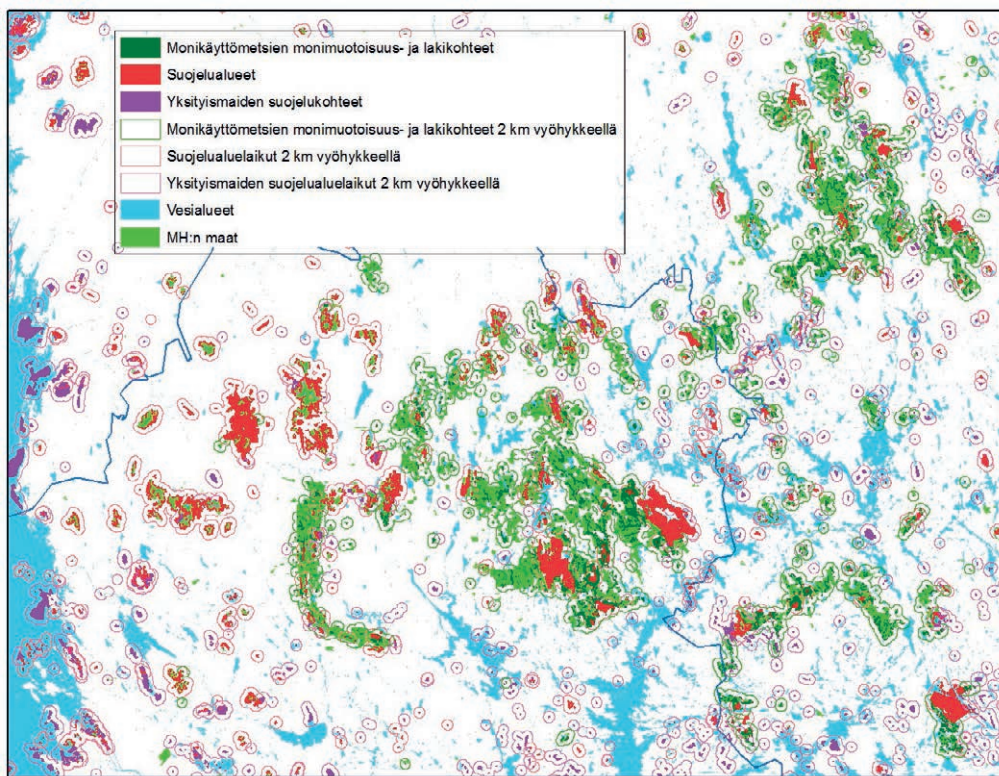 Monikäyttömetsien monimuotoisuus- ja lakikohteet
Suojelualueet
Yksityismaiden suojelukohteet
Monikäyttömetsien monimuotoisuus- ja lakikohteet 2 km vyöhykkeellä
Suojelualuelaikut 2 km vyöhykkeellä
Yksityismaiden suojelualuelaikut 2 km vyöhykkeellä
Vesialueet
MH:n maat